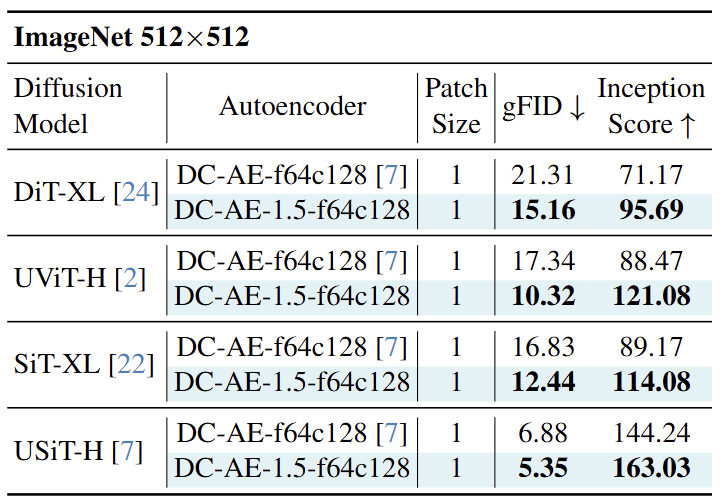 ImageNet 512×512
Diffusion Model Autoencoder Patch Size gFID ↓ Inception Score ↑
DiT-XL [24] DC-AE-f64c128 [7] 1 21.31 71.17
DC-AE-1.5-f64c128 1 15.16 95.69
UViT-H [2] DC-AE-f64c128 [7] 1 17.34 88.47
DC-AE-1.5-f64c128 1 10.32 121.08
SiT-XL [22] DC-AE-f64c128 [7] 1 16.83 89.17
DC-AE-1.5-f64c128 1 12.44 114.08
USiT-H [7] DC-AE-f64c128 [7] 1 6.88 144.24
DC-AE-1.5-f64c128 1 5.35 163.03